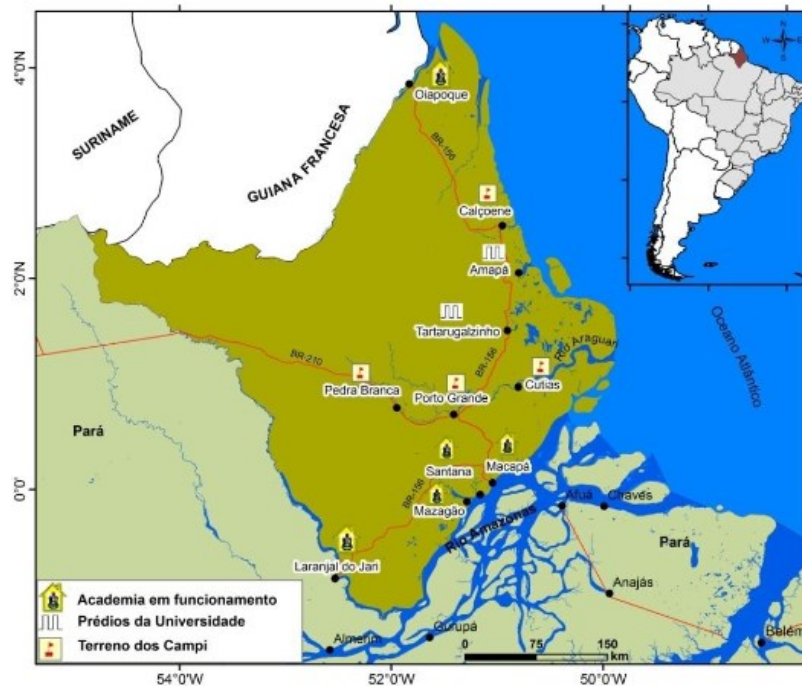 4°N
2°N
0°0'
54°0'W
52°0'W
50°0'W
SURINAME
GUIANA FRANCESA
Oiapoque
BR-156
Calçoene
Amapá
Tartarugalzinho
BR-156
Rio Araguari
BR-210
Pedra Branca
Porto Grande
Cutias
Santana
Macapá
BR-156
Mazagão
Laranjal do Jari
Pará
Rio Amazonas
Afuá
Chaves
Pará
Anajás
Gurupá
Almerim
Belém
Oceano Atlântico
N
W
E
S
Academia em funcionamento
Prédios da Universidade
Terreno dos Campi
0
75
150
km